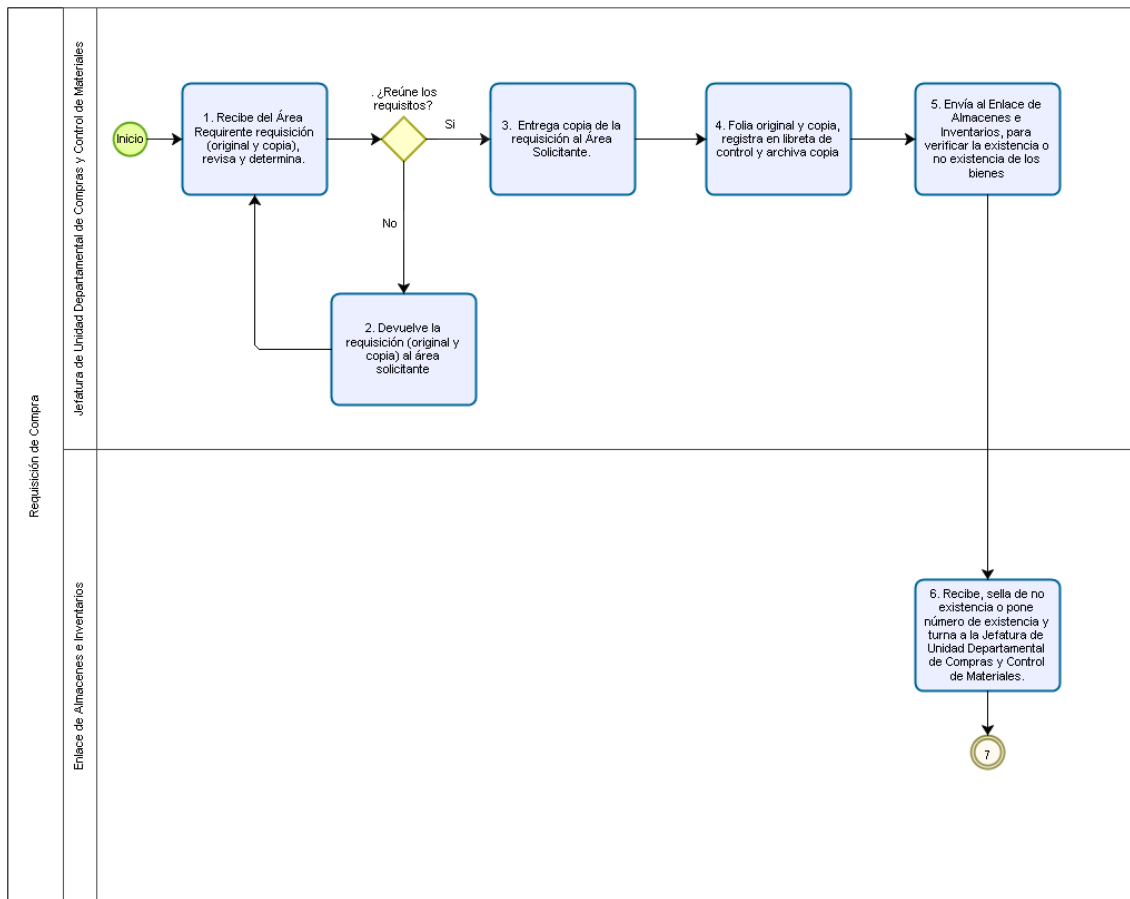 Requisición de Compra
Jefatura de Unidad Departamental de Compras y Control de Materiales
Inicio
1. Recibe del Área
Requirente requisición
(original y copia),
revisa y determina.
. ¿Reúne los
requisitos?
Si
3. Entrega copia de la
requisición al Área
Solicitante.
4. Folia original y copia,
registra en libreta de
control y archiva copia
5. Envía al Enlace de
Almacenes e
Inventarios, para
verificar la existencia o
no existencia de los
bienes
No
2. Devuelve la
requisición (original y
copia) al área
solicitante
Enlace de Almacenes e Inventarios
6. Recibe, sella de no
existencia o pone
número de existencia y
turna a la Jefatura de
Unidad Departamental
de Compras y Control
de Materiales.
7